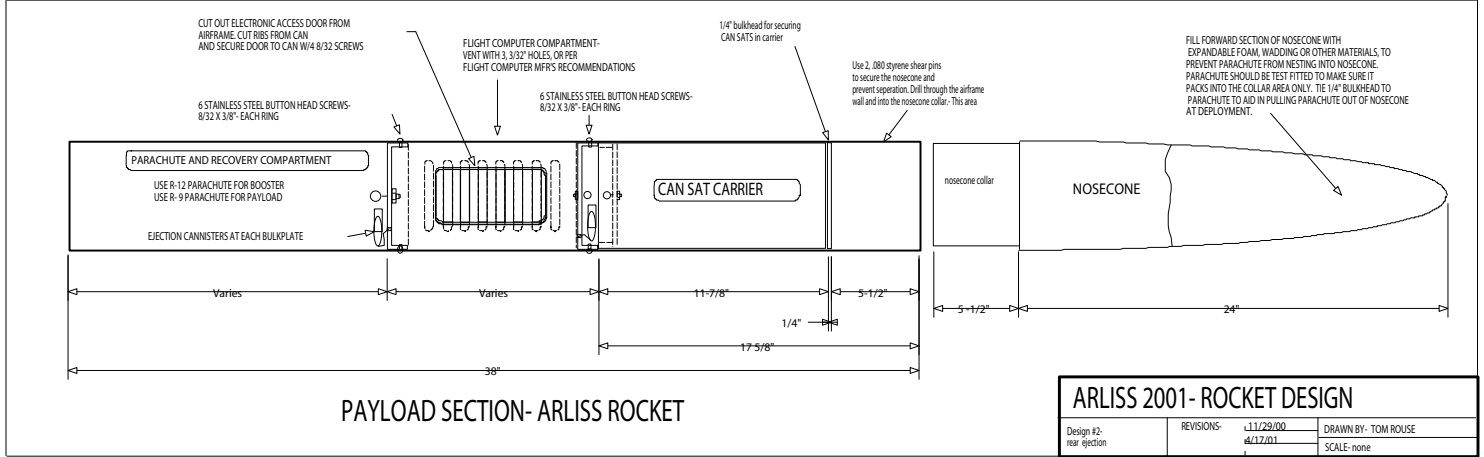 CUT OUT ELECTRONIC ACCESS DOOR FROM
AIRFRAME. CUT RIBS FROM CAN
AND SECURE DOOR TO CAN W/4 8/32 SCREWS
FLIGHT COMPUTER COMPARTMENT-
VENT WITH 3, 3/32" HOLES, OR PER
FLIGHT COMPUTER MFR'S RECOMMENDATIONS
1/4" bulkhead for securing
CAN SATS in carrier
Use 2, .080 styrene shear pins
to secure the nosecone and
prevent seperation. Drill through the airframe
wall and into the nosecone collar.- This area
FILL FORWARD SECTION OF NOSECONE WITH
EXPANDABLE FOAM, WADDING OR OTHER MATERIALS, TO
PREVENT PARACHUTE FROM NESTING INTO NOSECONE.
PARACHUTE SHOULD BE TEST FITTED TO MAKE SURE IT
PACKS INTO THE COLLAR AREA ONLY. TIE 1/4" BULKHEAD TO
PARACHUTE TO AID IN PULLING PARACHUTE OUT OF NOSECONE
AT DEPLOYMENT.
6 STAINLESS STEEL BUTTON HEAD SCREWS-
8/32 X 3/8"- EACH RING
6 STAINLESS STEEL BUTTON HEAD SCREWS-
8/32 X 3/8"- EACH RING
PARACHUTE AND RECOVERY COMPARTMENT
USE R-12 PARACHUTE FOR BOOSTER
USE R- 9 PARACHUTE FOR PAYLOAD
EJECTION CANNISTERS AT EACH BULKPLATE
CAN SAT CARRIER
nosecone collar
NOSECONE
Varies
Varies
11-7/8"
5-1/2"
5 -1/2"
24"
1/4"
17 5/8"
38"
PAYLOAD SECTION- ARLISS ROCKET
ARLISS 2001- ROCKET DESIGN
Design #2-
rear ejection
REVISIONS-
11/29/00
4/17/01
DRAWN BY- TOM ROUSE
SCALE- none